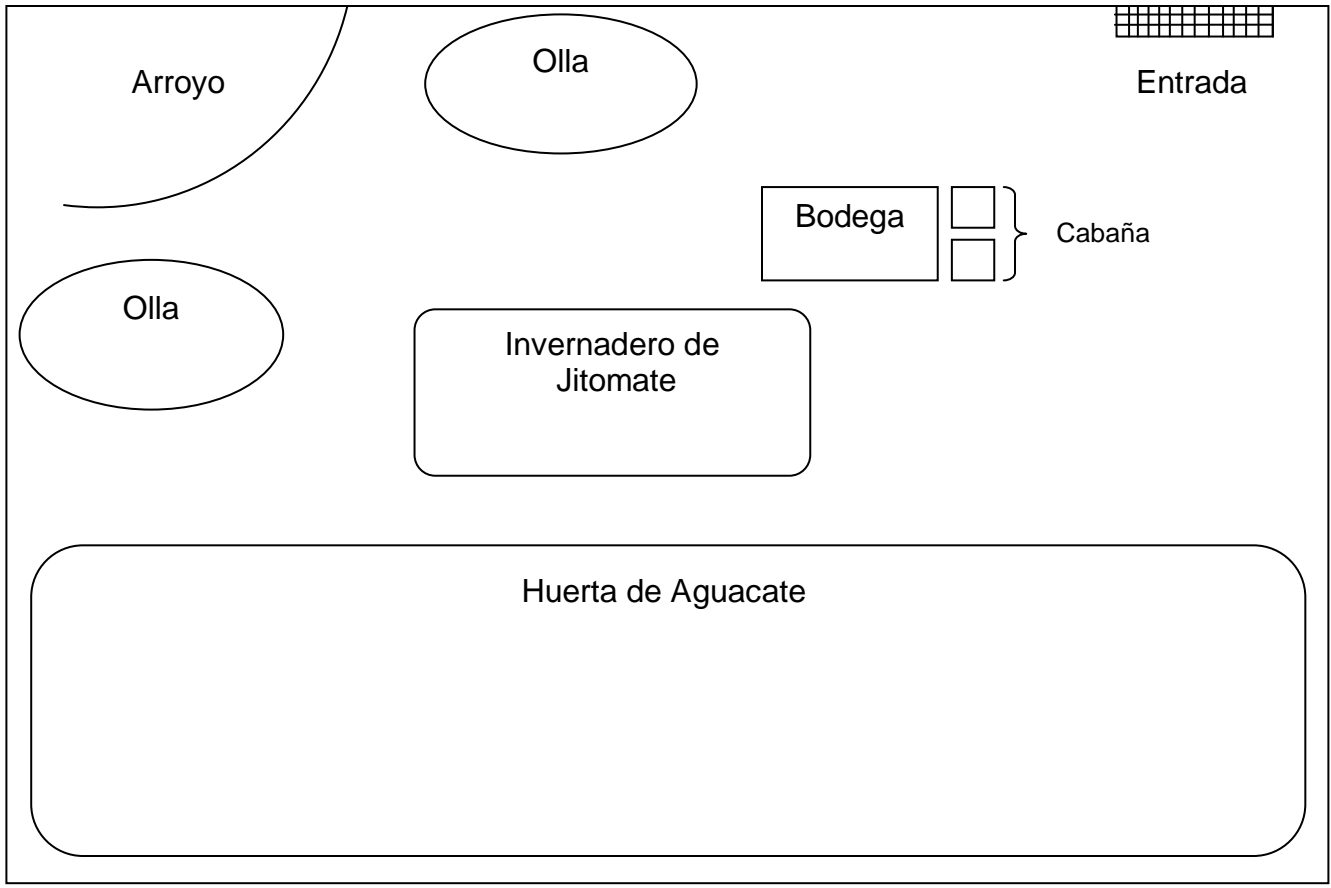 Olla
Arroyo
Entrada
Bodega
Cabaña
Olla
Invernadero de
Jitomate
Huerta de Aguacate